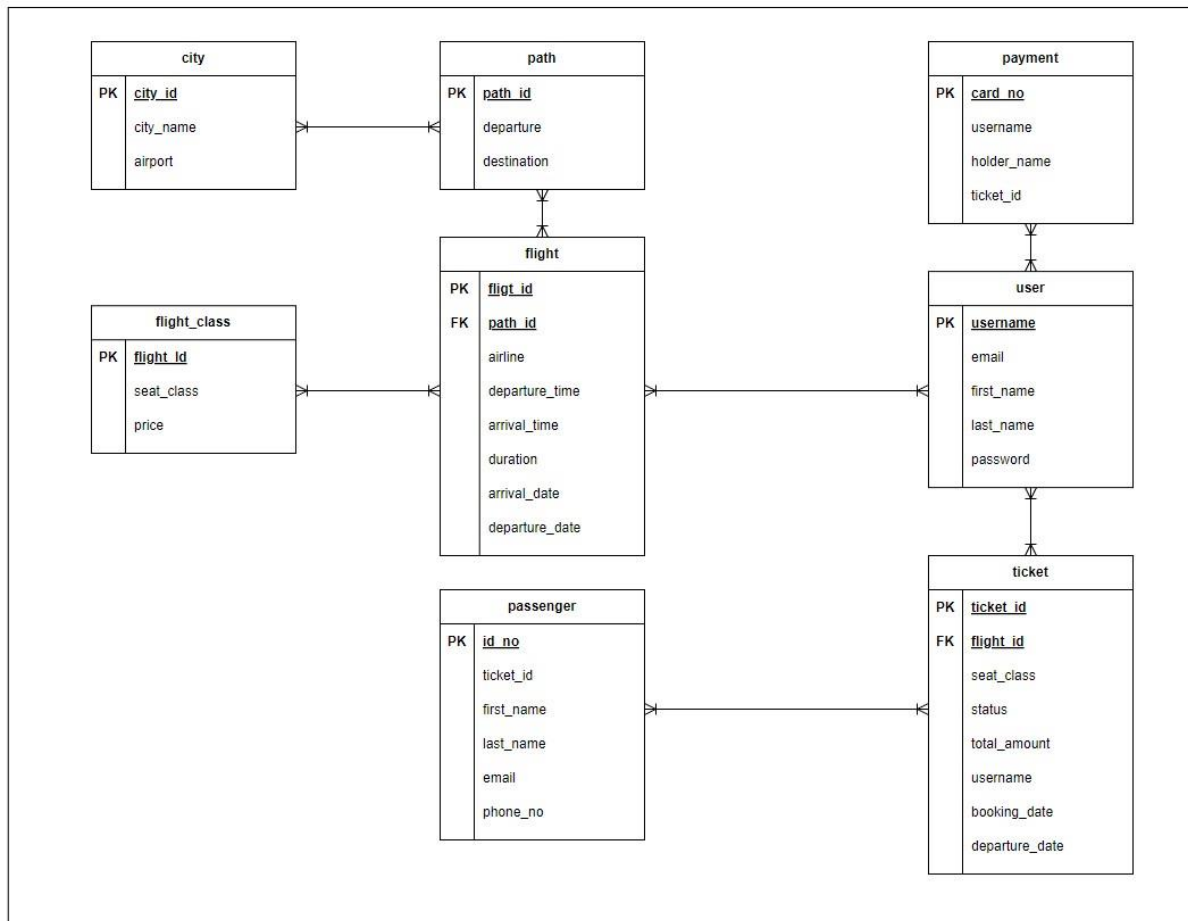 city
PK city_id
city_name
airport
path
PK path_id
departure
destination
payment
PK card_no
username
holder_name
ticket_id
flight_class
PK flight_Id
seat_class
price
flight
PK fligt_id
FK path_id
airline
departure_time
arrival_time
duration
arrival_date
departure_date
user
PK username
email
first_name
last_name
password
passenger
PK id_no
ticket_id
first_name
last_name
email
phone_no
ticket
PK ticket_id
FK flight_id
seat_class
status
total_amount
username
booking_date
departure_date